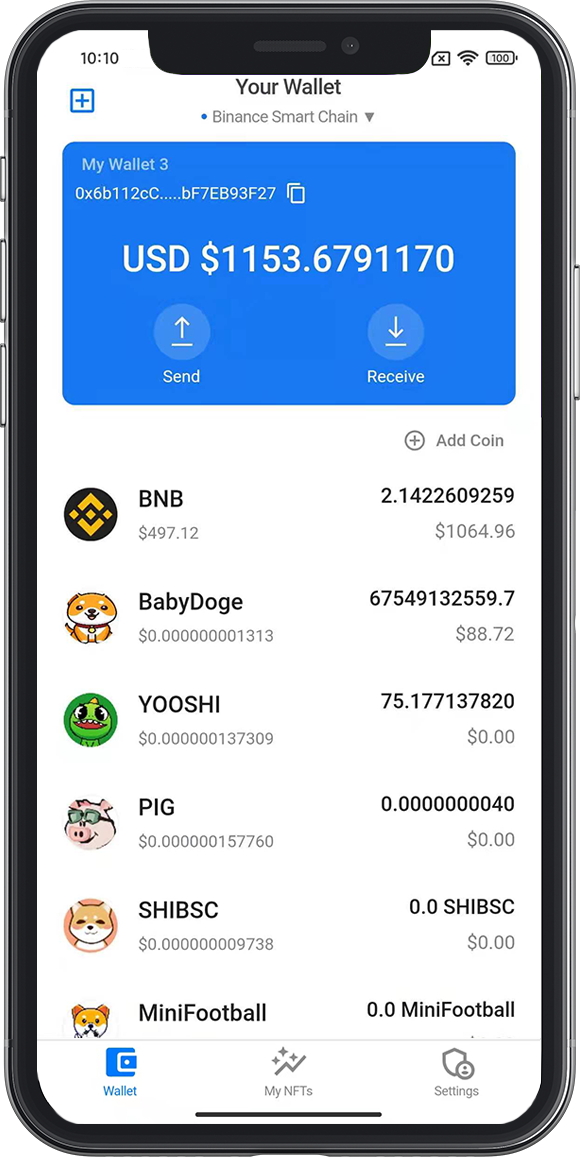 10:10
100
Your Wallet
Binance Smart Chain ▼
My Wallet 3
0x6b112cC.....bF7EB93F27
USD $1153.6791170
Send Receive
Add Coin
BNB 2.1422609259
$497.12 $1064.96
BabyDoge 67549132559.7
$0.000000001313 $88.72
YOOSHI 75.177137820
$0.000000137309 $0.00
PIG 0.0000000040
$0.000000157760 $0.00
SHIBSC 0.0 SHIBSC
$0.000000009738 $0.00
MiniFootball 0.0 MiniFootball
Wallet My NFTs Settings